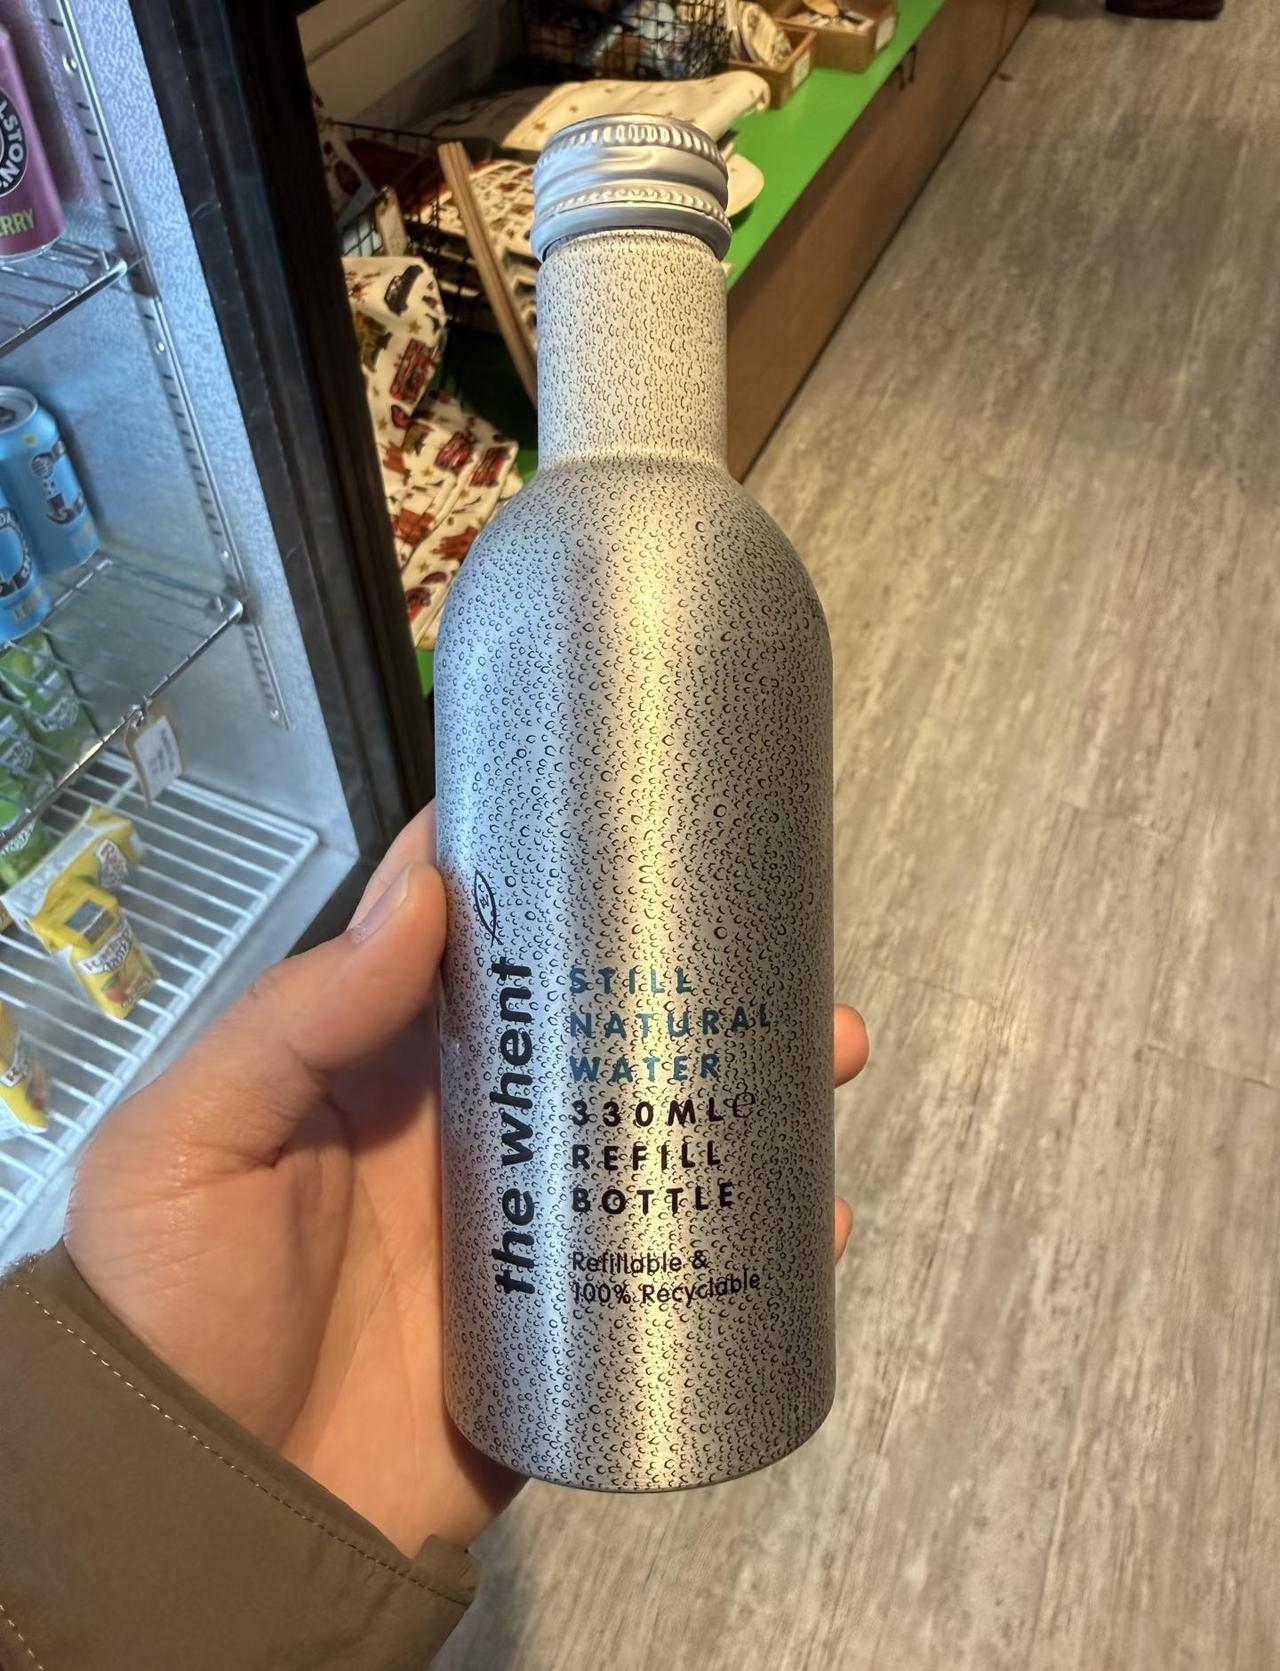 the whent
STILL
NATURAL
WATER
330ML℮
REFILL
BOTTLE
Refillable &
100% Recyclable